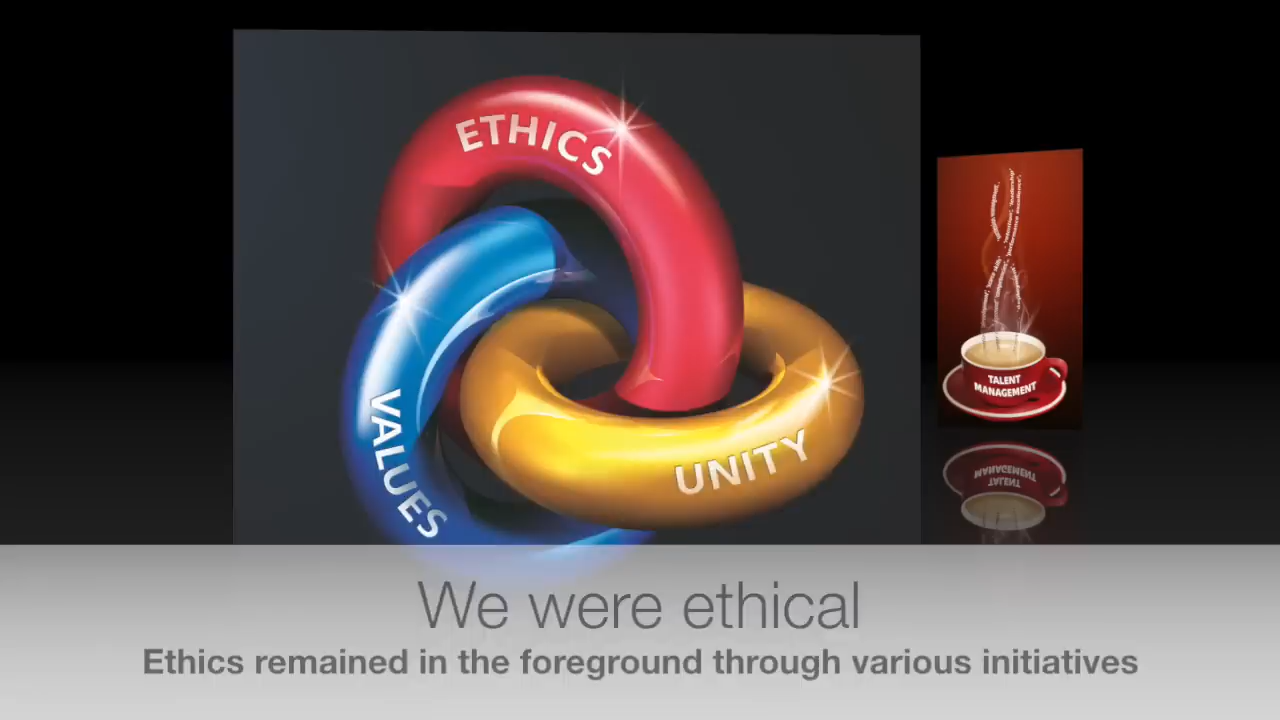 ETHICS
VALUES
UNITY
TALENT
MANAGEMENT
We were ethical
Ethics remained in the foreground through various initiatives